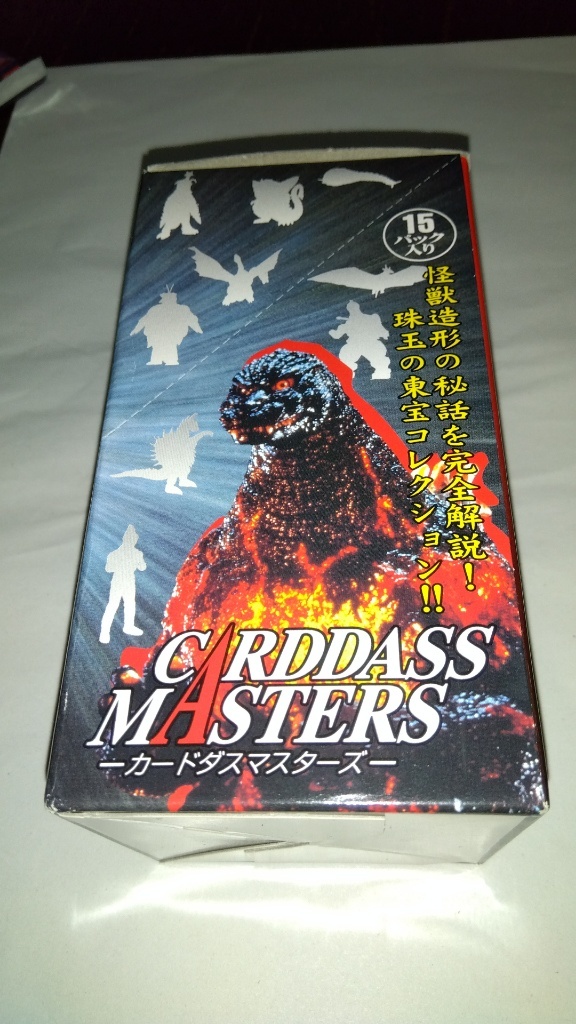 15
パック
入り
怪獣造形の秘話を完全解説!
珠玉の東宝コレクション!!
CARDDASS
MASTERS
ーカードダスマスターズー